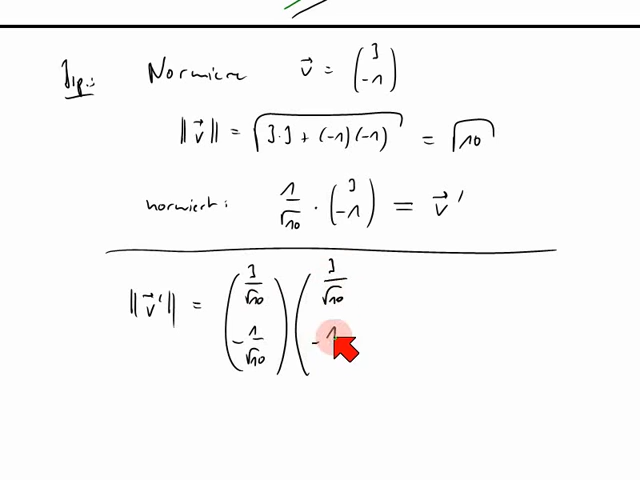 Bsp.: Normiere v⃗ = (3 -1)
||v⃗|| = √(3·3 + (-1)(-1)) = √10
normiert: 1/√10 · (3 -1) = v⃗'
||v⃗'|| = (3/√10 -1/√10) (3/√10 -1